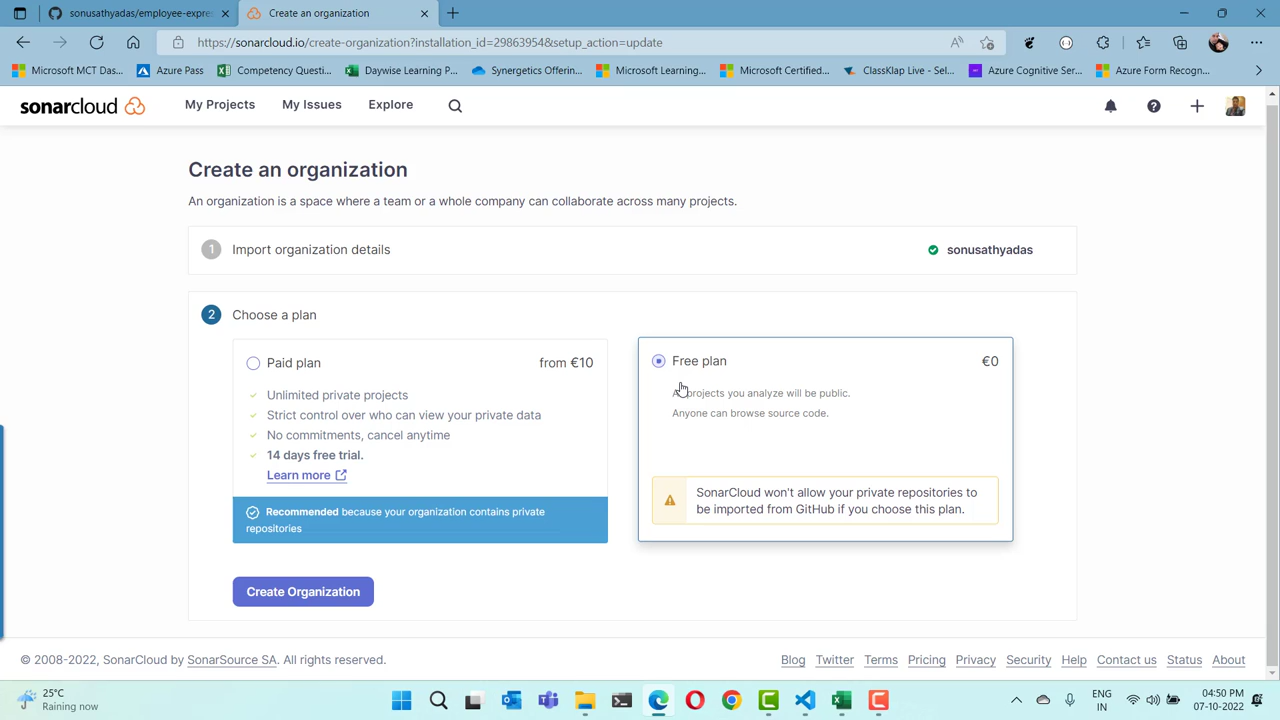 sonusathyadas/employee-expre
Create an organization
https://sonarcloud.io/create-organization?installation_id=29863954&setup_action=update
Microsoft MCT Das...
Azure Pass
Competency Questi...
Daywise Learning P...
Synergetics Offering...
Microsoft Learning...
Microsoft Certified...
ClassKlap Live - Sel...
Azure Cognitive Ser...
Azure Form Recogn...
sonarcloud
My Projects
My Issues
Explore
Create an organization
An organization is a space where a team or a whole company can collaborate across many projects.
1
Import organization details
sonusathyadas
2
Choose a plan
Paid plan
from €10
Unlimited private projects
Strict control over who can view your private data
No commitments, cancel anytime
14 days free trial.
Learn more
Recommended because your organization contains private
repositories
Free plan
€0
projects you analyze will be public.
Anyone can browse source code.
SonarCloud won't allow your private repositories to
be imported from GitHub if you choose this plan.
Create Organization
© 2008-2022, SonarCloud by SonarSource SA. All rights reserved.
Blog
Twitter
Terms
Pricing
Privacy
Security
Help
Contact us
Status
About
25°C
Raining now
ENG
IN
04:50 PM
07-10-2022